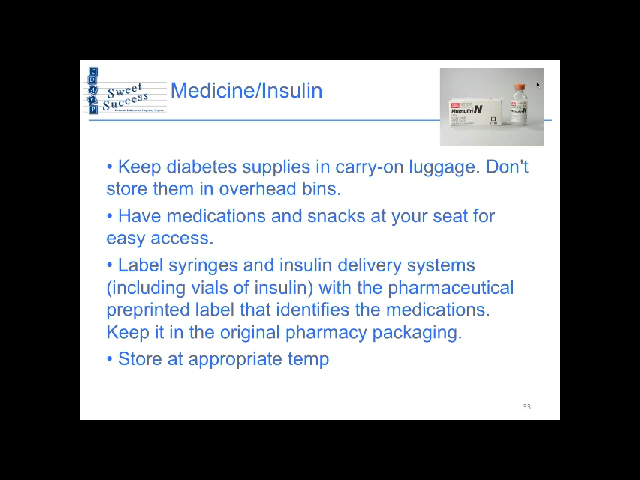 Sweet
Success
Medicine/Insulin
Humulin N
• Keep diabetes supplies in carry-on luggage. Don't
store them in overhead bins.
• Have medications and snacks at your seat for
easy access.
• Label syringes and insulin delivery systems
(including vials of insulin) with the pharmaceutical
preprinted label that identifies the medications.
Keep it in the original pharmacy packaging.
• Store at appropriate temp
33